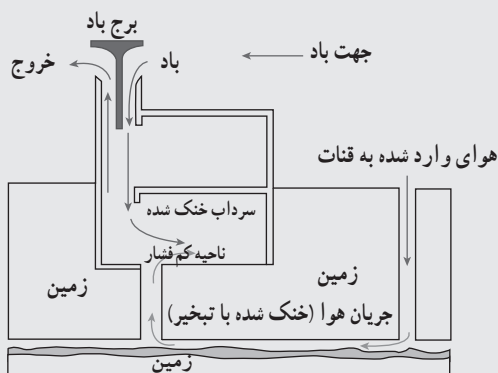 برج باد
خروج
باد
جهت باد
هوای وارد شده به قنات
سرداب خنک شده
ناحیه کم فشار
زمین
زمین
جریان هوا (خنک شده با تبخیر)
زمین